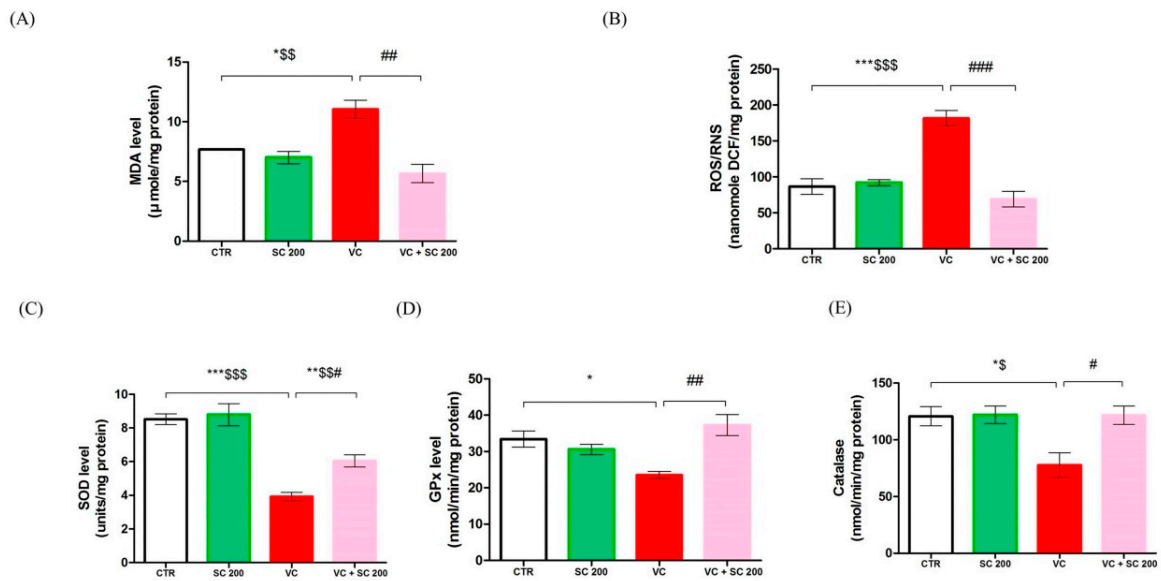 (A)
*$$
##
MDA level
(µ mole/mg protein)
15
10
5
0
CTR
SC 200
VC
VC + SC 200
(B)
***$$$
###
ROS/RNS
(nanomole DCF/mg protein)
250
200
150
100
50
0
CTR
SC 200
VC
VC + SC 200
(C)
***$$$
**$$#
SOD level
(units/mg protein)
10
8
6
4
2
0
CTR
SC 200
VC
VC + SC 200
(D)
*
##
GPx level
(nmol/min/mg protein)
50
40
30
20
10
0
CTR
SC 200
VC
VC + SC 200
(E)
*$
#
Catalase
(nmol/min/mg protein)
150
100
50
0
CTR
SC 200
VC
VC + SC 200